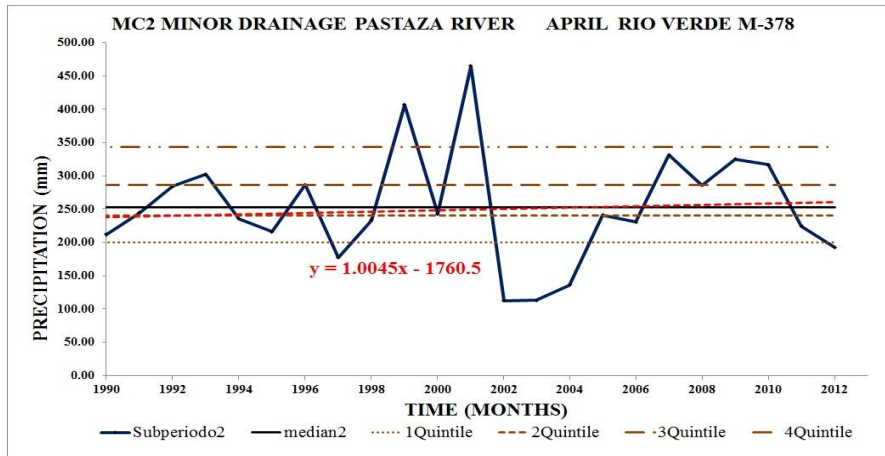 MC2 MINOR DRAINAGE PASTAZA RIVER APRIL RIO VERDE M-378
500.00
450.00
400.00
350.00
300.00
250.00
200.00
150.00
100.00
50.00
0.00
PRECIPITATION (mm)
y = 1.0045x - 1760.5
1990 1992 1994 1996 1998 2000 2002 2004 2006 2008 2010 2012
TIME (MONTHS)
Subperiodo2 median2 1Quintile 2Quintile 3Quintile 4Quintile